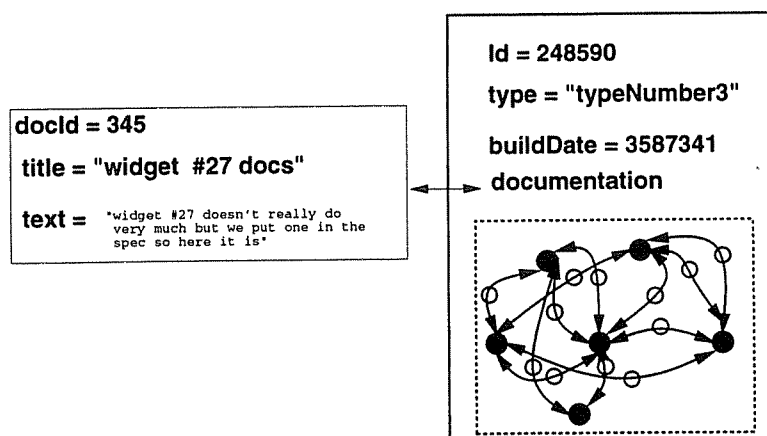 docId = 345
title = "widget #27 docs"
text = "widget #27 doesn't really do
very much but we put one in the
spec so here it is"
Id = 248590
type = "typeNumber3"
buildDate = 3587341
documentation